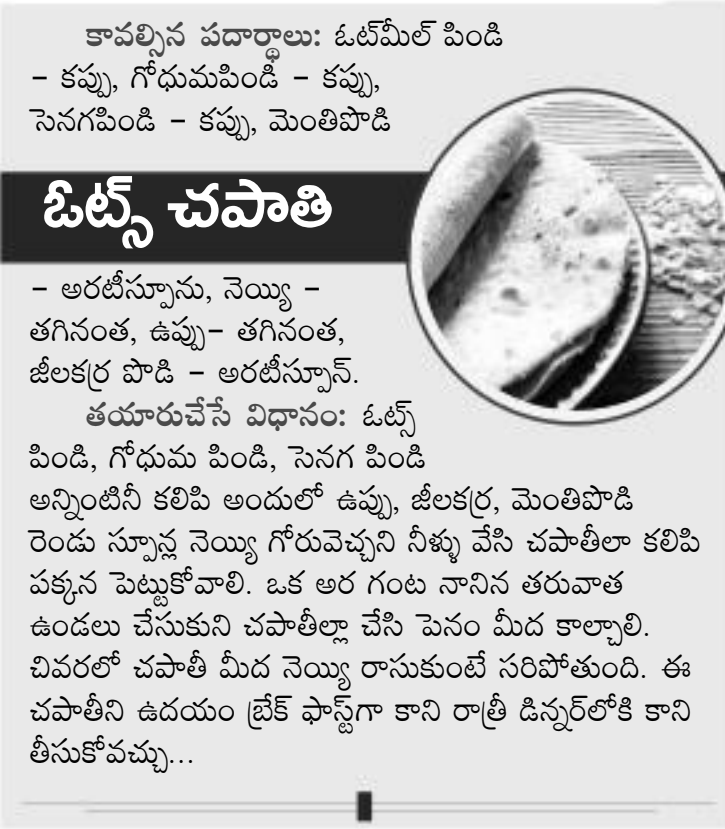 కావల్సిన పదార్థాలు: ఓట్‌మీల్ పిండి
– కప్పు, గోధుమపిండి – కప్పు,
సెనగపిండి – కప్పు, మెంతిపొడి
ఓట్స్ చపాతి
– అరటీస్పూను, నెయ్యి –
తగినంత, ఉప్పు– తగినంత,
జీలకర్ర పొడి – అరటీస్పూన్.
తయారుచేసే విధానం: ఓట్స్
పిండి, గోధుమ పిండి, సెనగ పిండి
అన్నింటినీ కలిపి అందులో ఉప్పు, జీలకర్ర, మెంతిపొడి
రెండు స్పూన్ల నెయ్యి గోరువెచ్చని నీళ్ళు వేసి చపాతీలా కలిపి
పక్కన పెట్టుకోవాలి. ఒక అర గంట నానిన తరువాత
ఉండలు చేసుకుని చపాతీల్లా చేసి పెనం మీద కాల్చాలి.
చివరలో చపాతీ మీద నెయ్యి రాసుకుంటే సరిపోతుంది. ఈ
చపాతీని ఉదయం బ్రేక్ ఫాస్ట్‌గా కాని రాత్రీ డిన్నర్‌లోకి కాని
తీసుకోవచ్చు...